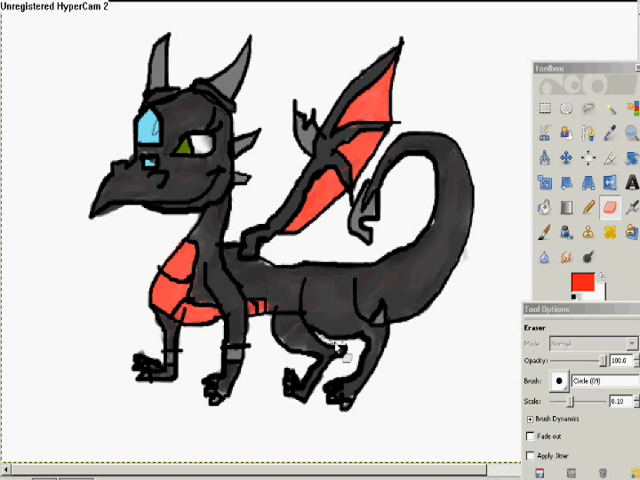 Unregistered HyperCam 2
Toolbox
Tool Options
Eraser
Mode: Normal
Opacity: 100.0
Brush: Circle (09)
Scale: 0.10
Brush Dynamics
Fade out
Apply Jitter